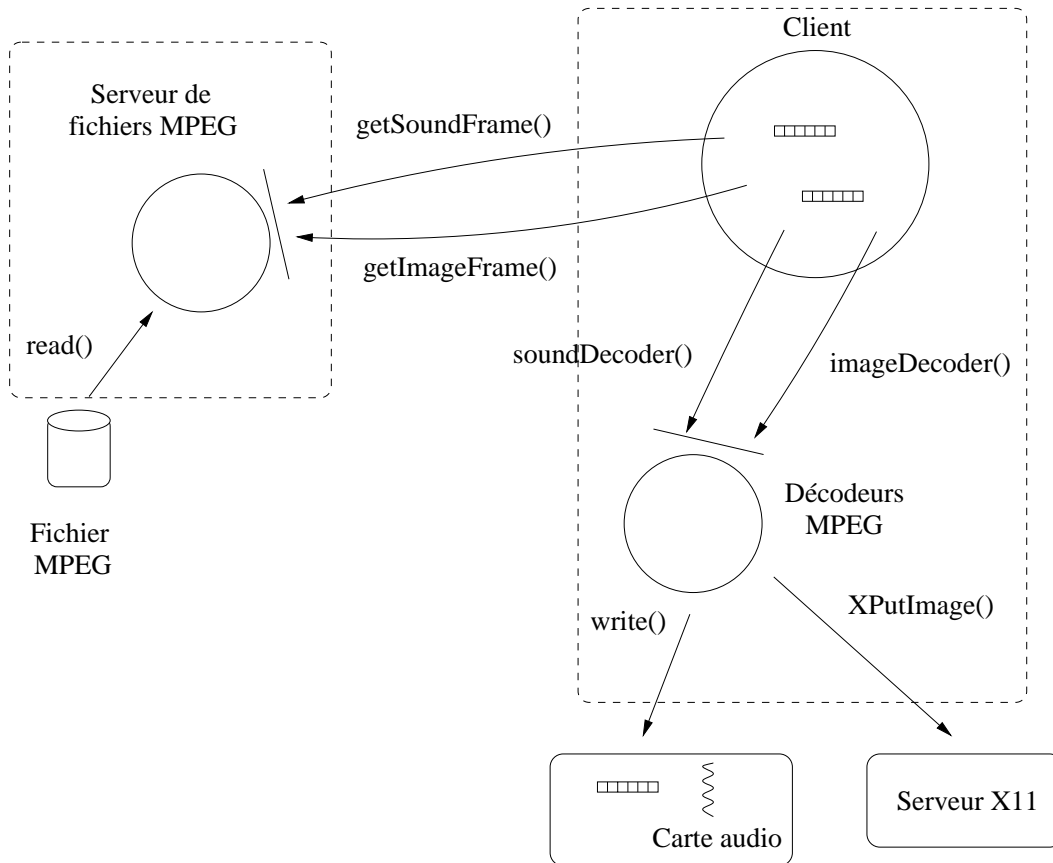 Client
Serveur de
fichiers MPEG
getSoundFrame()
getImageFrame()
read()
soundDecoder()
imageDecoder()
Fichier
MPEG
Décodeurs
MPEG
write()
XPutImage()
Carte audio
Serveur X11